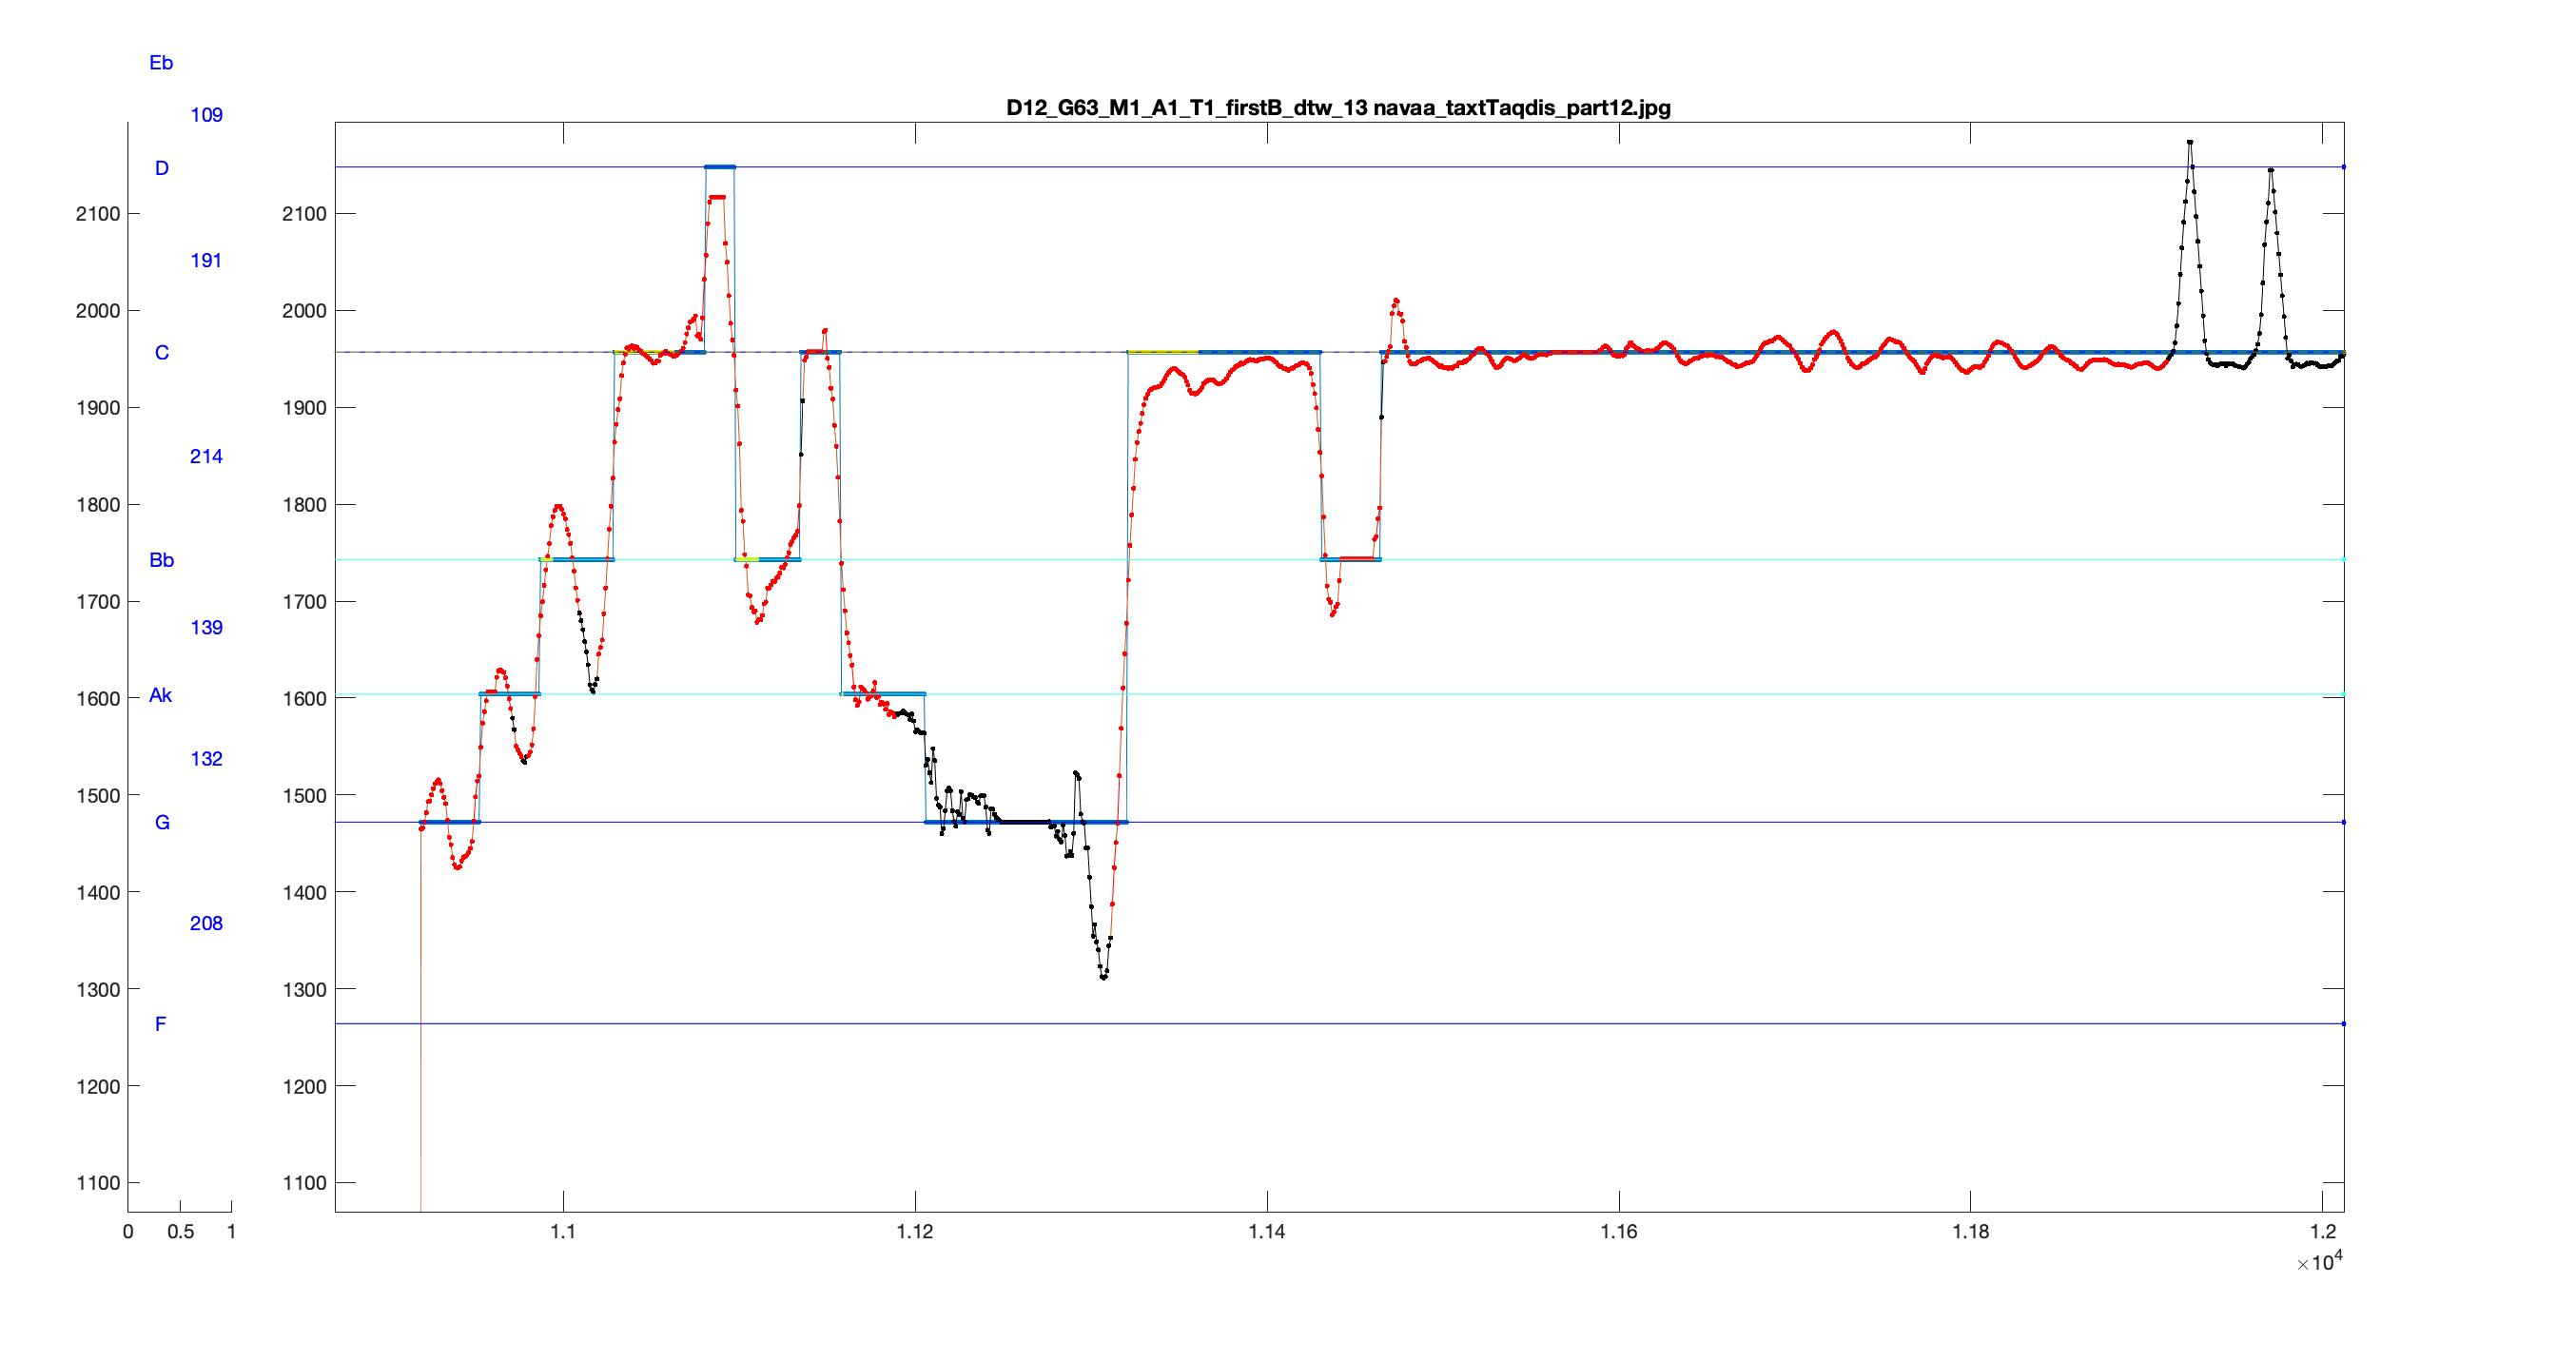 Eb
109
D12_G63_M1_A1_T1_firstB_dtw_13 navaa_taxtTaqdis_part12.jpg
D
2100 2100
191
2000 2000
C
1900 1900
214
1800 1800
Bb
1700 1700
139
1600 Ak 1600
132
1500 1500
G
1400 1400
208
1300 1300
F
1200 1200
1100 1100
0 0.5 1 1.1 1.12 1.14 1.16 1.18 1.2
×10⁴